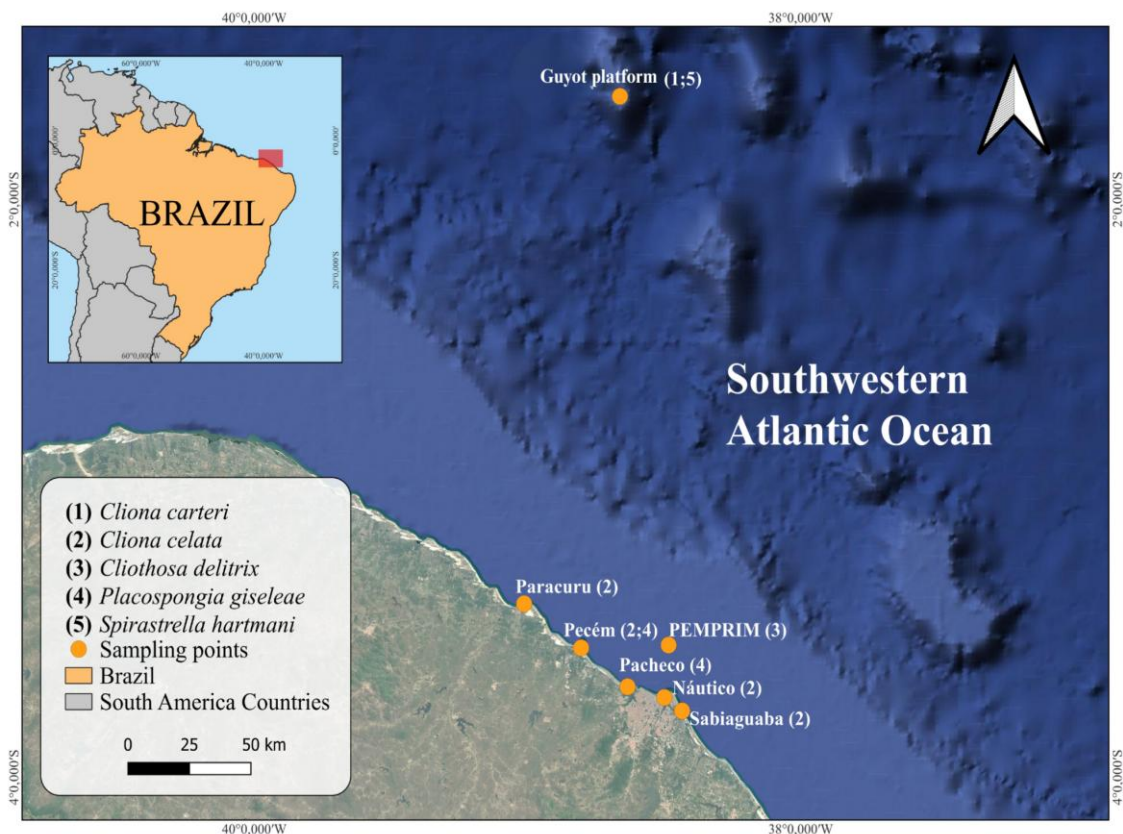 40°0,000'W
38°0,000'W
60°0,000'W
40°0,000'W
0°0,000'
0°0,000'
BRAZIL
20°0,000'S
20°0,000'S
60°0,000'W
40°0,000'W
Guyot platform (1;5)
2°0,000'S
2°0,000'S
Southwestern
Atlantic Ocean
(1) Cliona carteri
(2) Cliona celata
(3) Cliothosa delitrix
(4) Placospongia giseleae
(5) Spirastrella hartmani
Sampling points
Brazil
South America Countries
0 25 50 km
Paracuru (2)
Pecém (2;4)
PEMPRIM (3)
Pacheco (4)
Náutico (2)
Sabiaguaba (2)
4°0,000'S
4°0,000'S
40°0,000'W
38°0,000'W